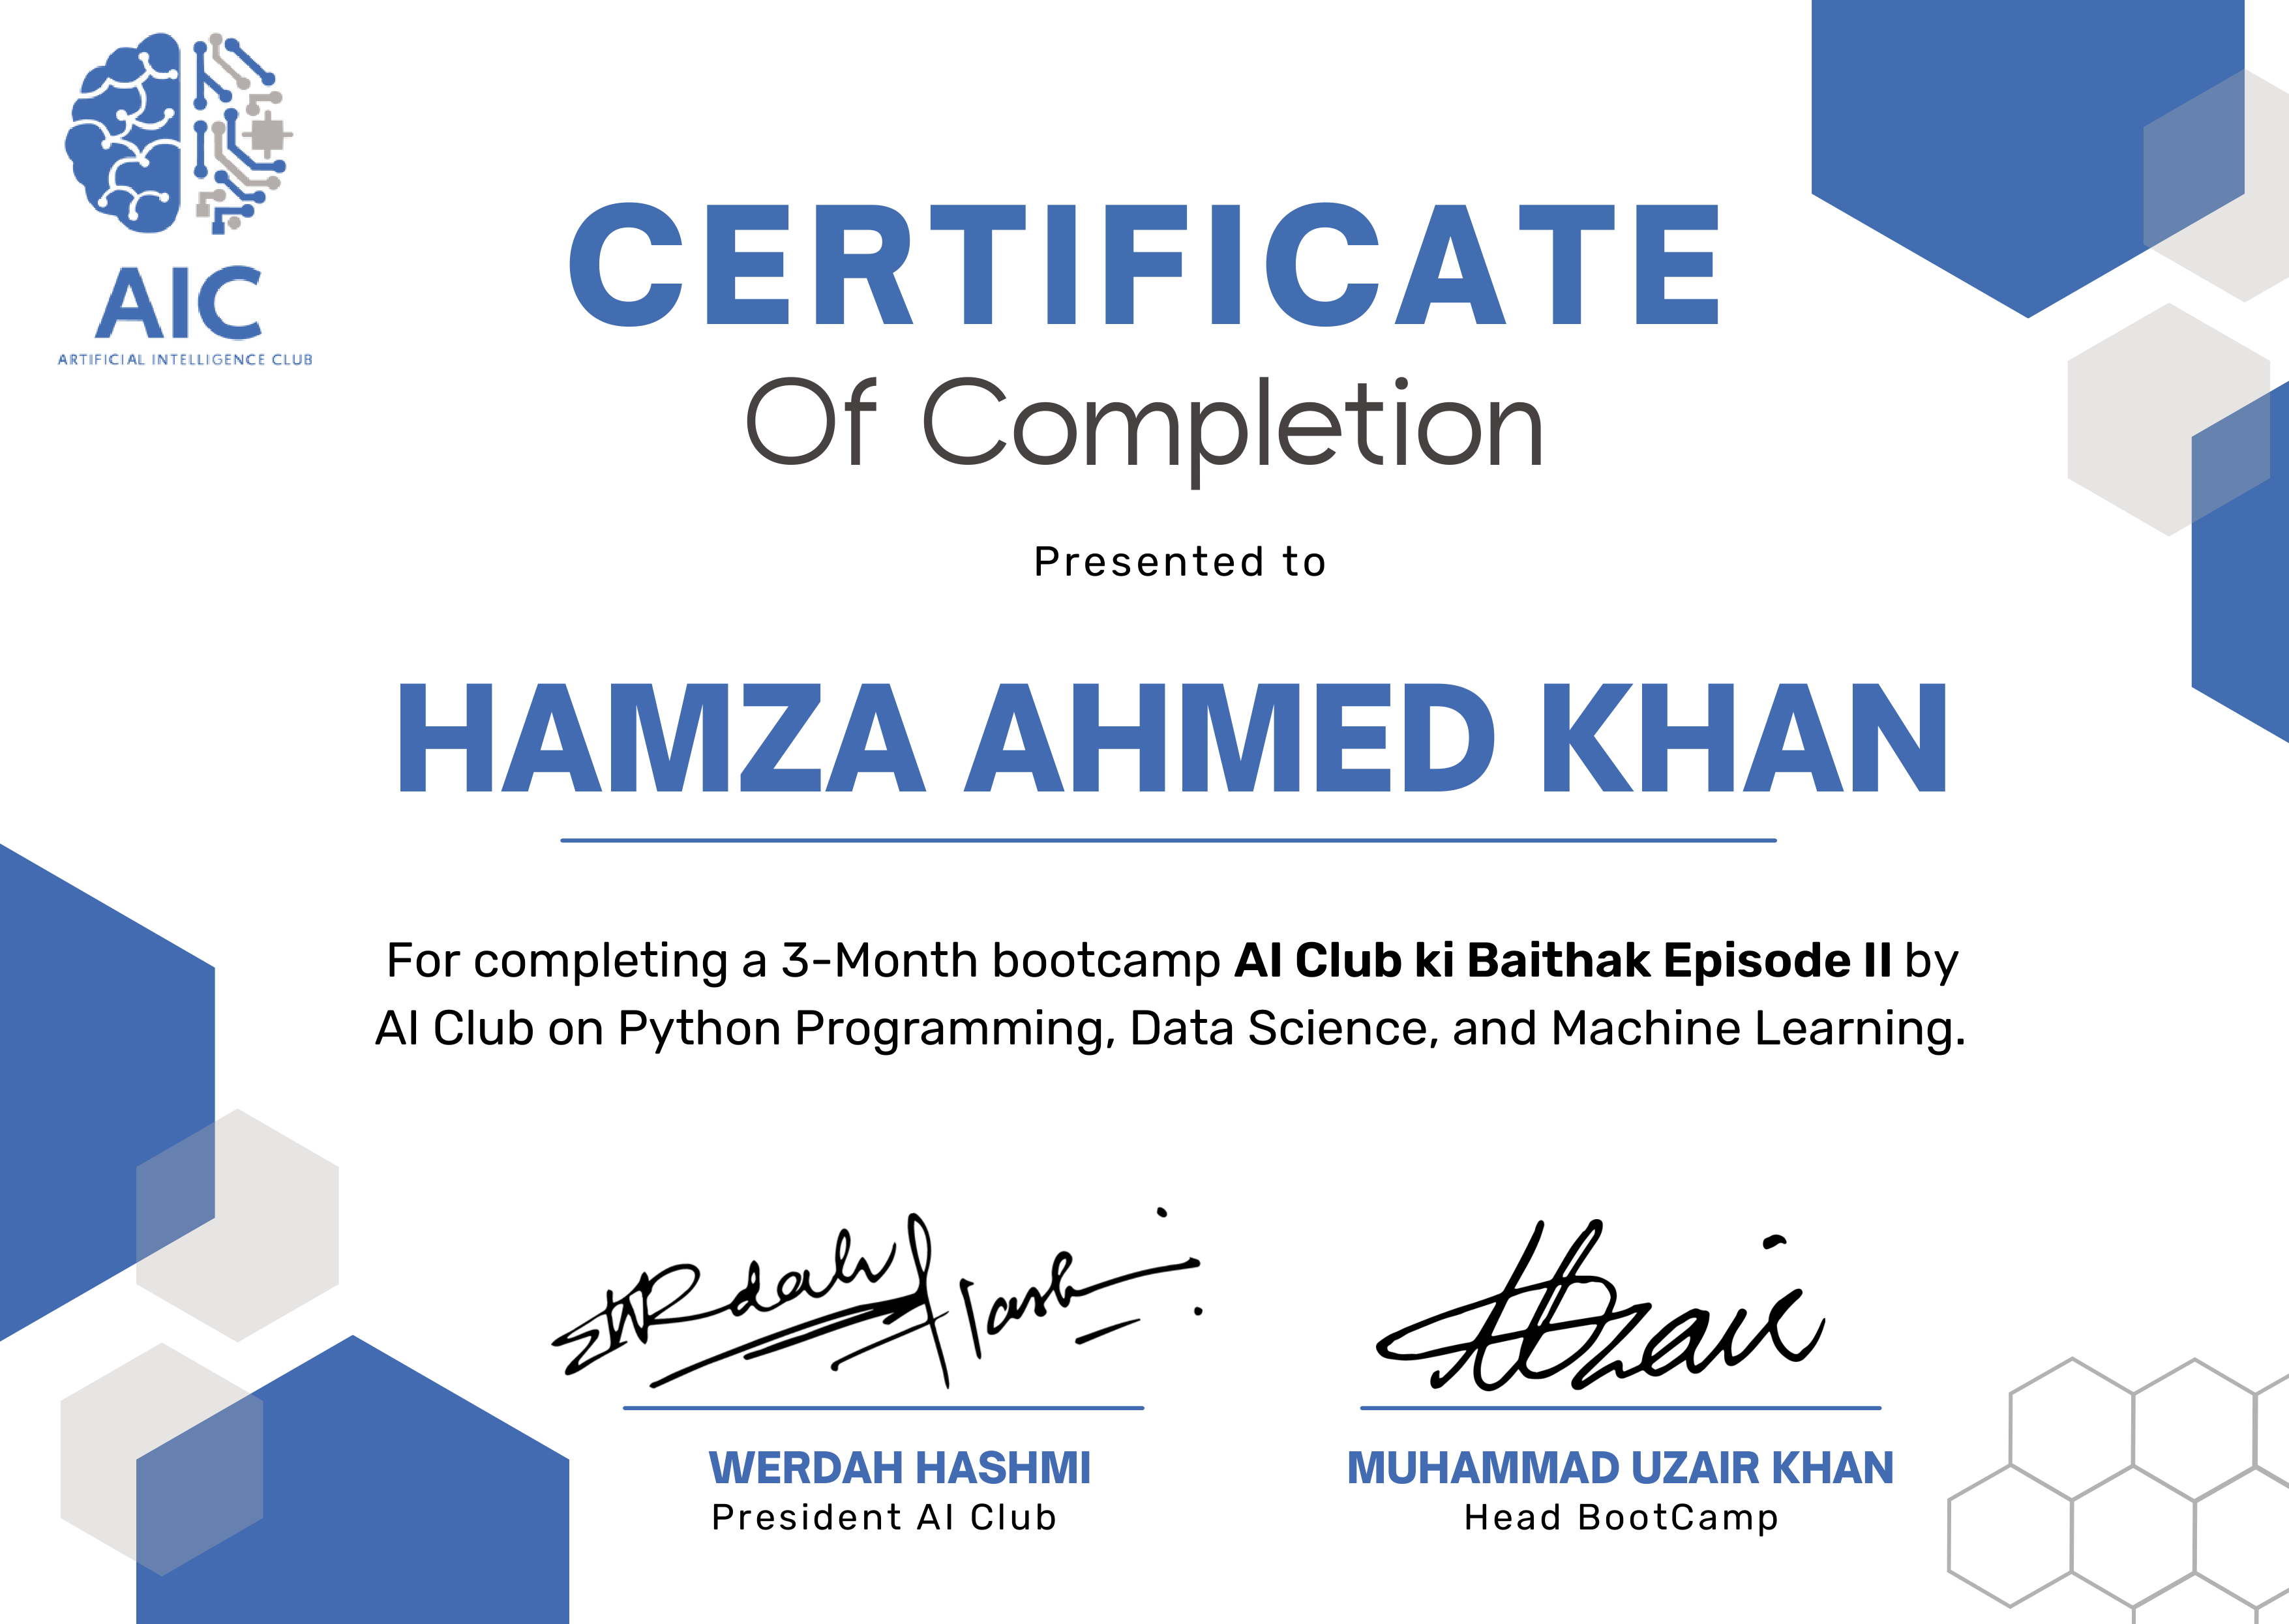 AIC
ARTIFICIAL INTELLIGENCE CLUB
CERTIFICATE
Of Completion
Presented to
HAMZA AHMED KHAN
For completing a 3-Month bootcamp AI Club ki Baithak Episode II by
AI Club on Python Programming, Data Science, and Machine Learning.
WERDAH HASHMI
President AI Club
MUHAMMAD UZAIR KHAN
Head BootCamp